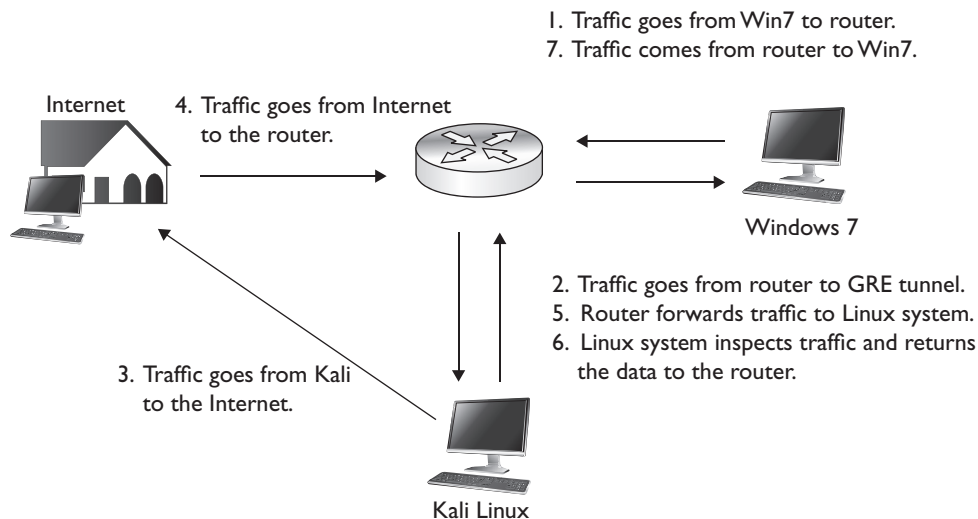 1. Traffic goes from Win7 to router.
7. Traffic comes from router to Win7.
Internet
4. Traffic goes from Internet
to the router.
Windows 7
2. Traffic goes from router to GRE tunnel.
5. Router forwards traffic to Linux system.
6. Linux system inspects traffic and returns
the data to the router.
3. Traffic goes from Kali
to the Internet.
Kali Linux